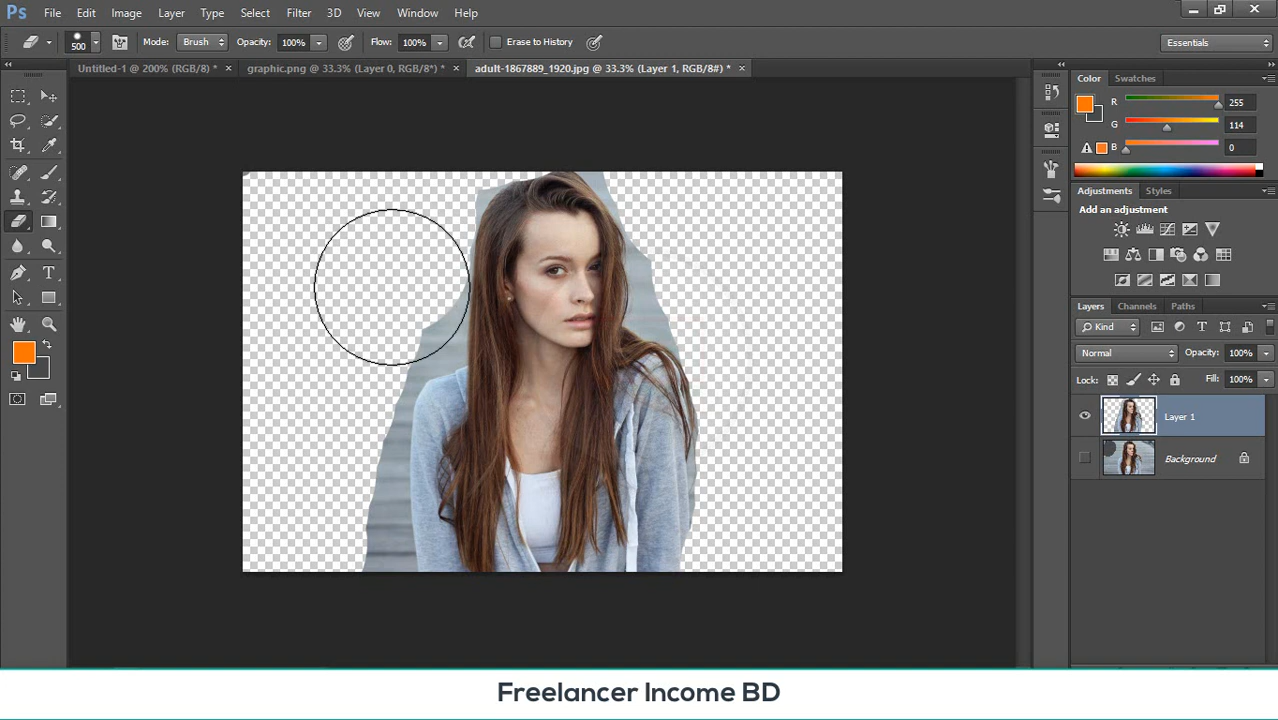 Ps File Edit Image Layer Type Select Filter 3D View Window Help
500 Mode: Brush Opacity: 100% Flow: 100% Erase to History Essentials
Untitled-1 @ 200% (RGB/8) * × graphic.png @ 33.3% (Layer 0, RGB/8*) * × adult-1867889_1920.jpg @ 33.3% (Layer 1, RGB/8#) * ×
Color Swatches
R 255
G 114
B 0
Adjustments Styles
Add an adjustment
Layers Channels Paths
Kind
Normal Opacity: 100%
Lock: Fill: 100%
Layer 1
Background
Freelancer Income BD